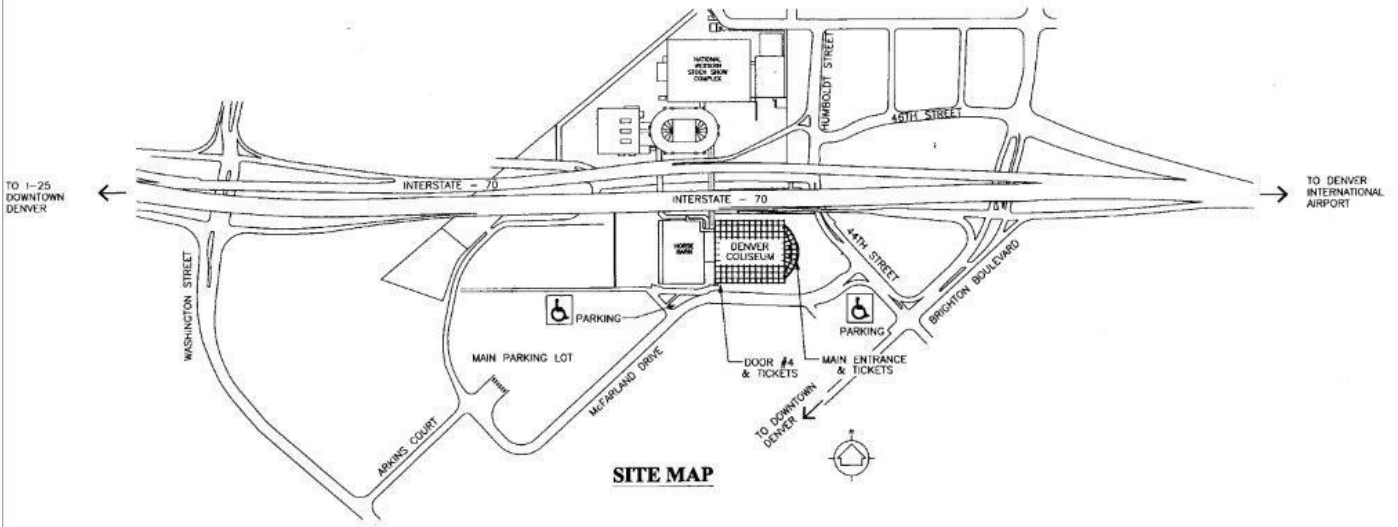 NATIONAL
WESTERN
STOCK SHOW
COMPLEX
HUMBOLDT STREET
45TH STREET
TO I-25
DOWNTOWN
DENVER
INTERSTATE - 70
INTERSTATE - 70
TO DENVER
INTERNATIONAL
AIRPORT
WASHINGTON STREET
HORSE
BARN
DENVER
COLISEUM
44TH STREET
BRIGHTON BOULEVARD
PARKING
PARKING
MAIN PARKING LOT
McFARLAND DRIVE
DOOR #4
& TICKETS
MAIN ENTRANCE
& TICKETS
ARKINS COURT
TO DOWNTOWN
DENVER
SITE MAP